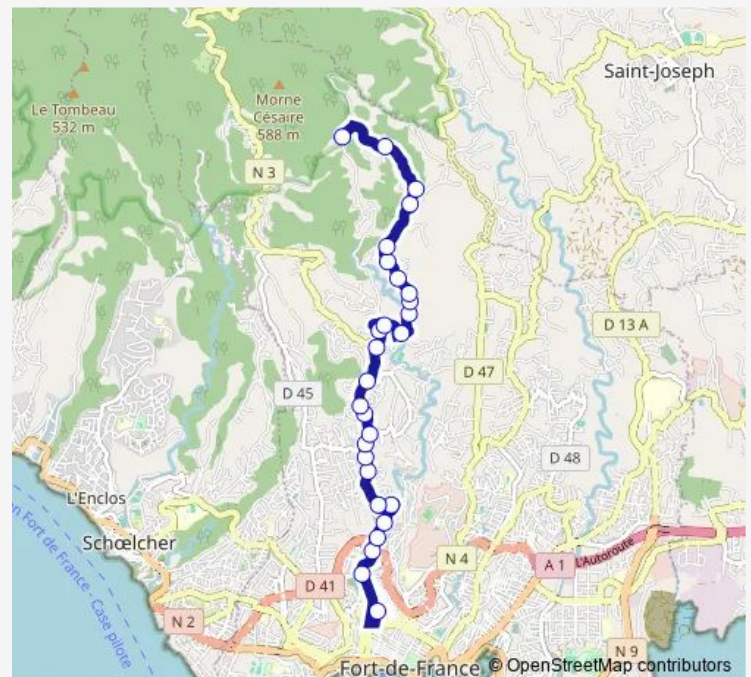 Saint-Joseph
Le Tombeau
532 m
Morne
Césaire
588 m
N 3
D 13 A
D 47
D 45
D 48
L'Enclos
Schœlcher
n Fort de France - Case pilote
D 41
N 4
A 1
L'Autoroute
N 2
N 9
Fort-de-France
© OpenStreetMap contributors